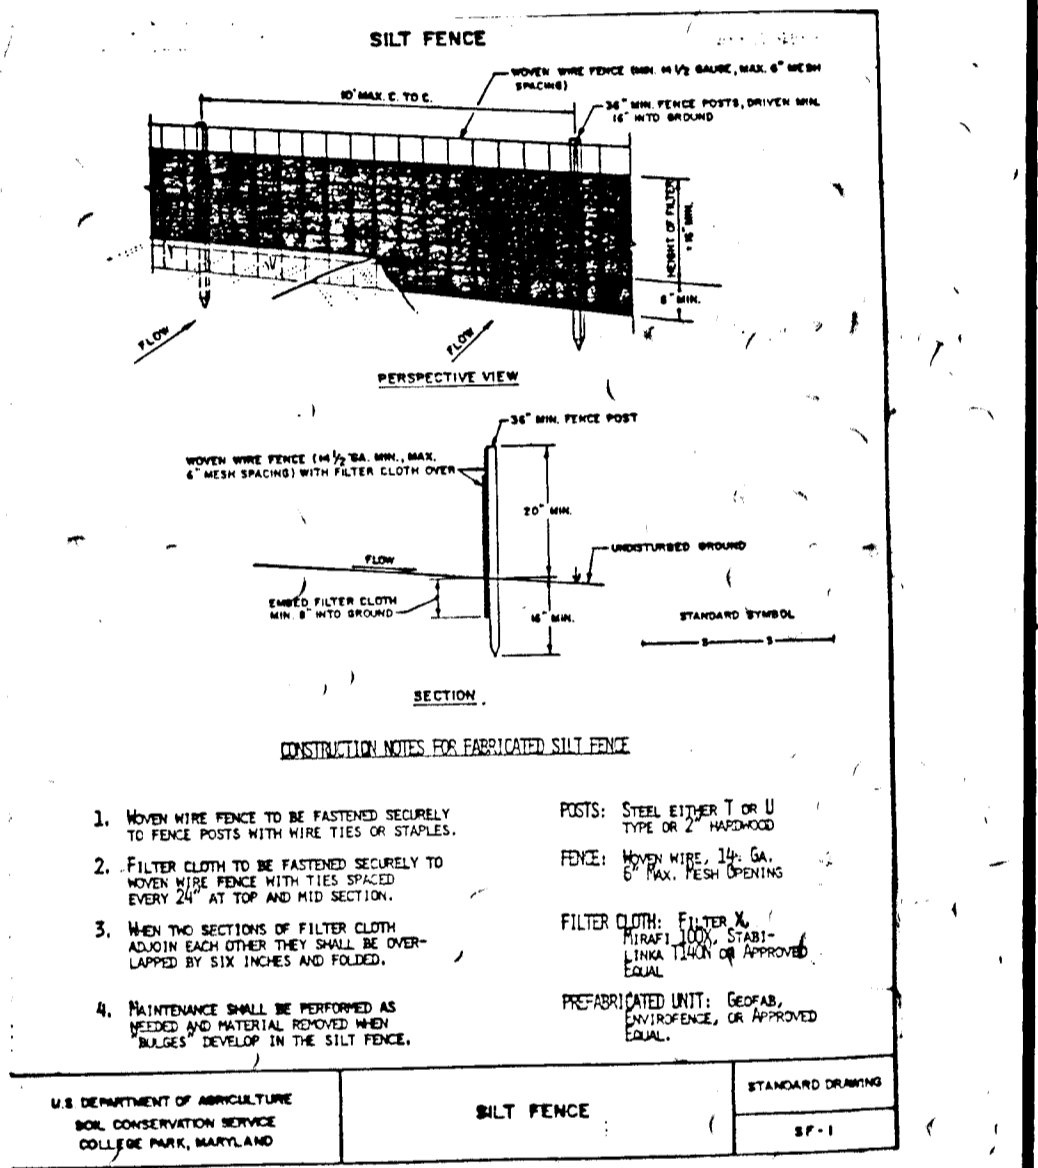 SILT FENCE
WOVEN WIRE FENCE (MIN. 14 1/2 GAUGE, MAX. 6" MESH
SPACING)
10' MAX. C. TO C.
36" MIN. FENCE POSTS, DRIVEN MIN.
16" INTO GROUND
HEIGHT OF FILTER
= 16" MIN.
8" MIN.
FLOW
FLOW
PERSPECTIVE VIEW
36" MIN. FENCE POST
WOVEN WIRE FENCE (14 1/2 GA. MIN., MAX.
6" MESH SPACING) WITH FILTER CLOTH OVER
20" MIN.
UNDISTURBED GROUND
FLOW
EMBED FILTER CLOTH
MIN. 8" INTO GROUND
16" MIN.
STANDARD SYMBOL
S S
SECTION
CONSTRUCTION NOTES FOR FABRICATED SILT FENCE
1. WOVEN WIRE FENCE TO BE FASTENED SECURELY
TO FENCE POSTS WITH WIRE TIES OR STAPLES.
2. FILTER CLOTH TO BE FASTENED SECURELY TO
WOVEN WIRE FENCE WITH TIES SPACED
EVERY 24" AT TOP AND MID SECTION.
3. WHEN TWO SECTIONS OF FILTER CLOTH
ADJOIN EACH OTHER THEY SHALL BE OVER-
LAPPED BY SIX INCHES AND FOLDED.
4. MAINTENANCE SHALL BE PERFORMED AS
NEEDED AND MATERIAL REMOVED WHEN
"BULGES" DEVELOP IN THE SILT FENCE.
POSTS: STEEL EITHER T OR U
TYPE OR 2" HARDWOOD
FENCE: WOVEN WIRE, 14 GA.
6" MAX. MESH OPENING
FILTER CLOTH: FILTER X,
MIRAFI 100X, STABI-
LINKA T140N OR APPROVED
EQUAL
PREFABRICATED UNIT: GEOFAB,
ENVIROFENCE, OR APPROVED
EQUAL.
U.S DEPARTMENT OF AGRICULTURE
SOIL CONSERVATION SERVICE
COLLEGE PARK, MARYLAND
SILT FENCE
STANDARD DRAWING
SF-1